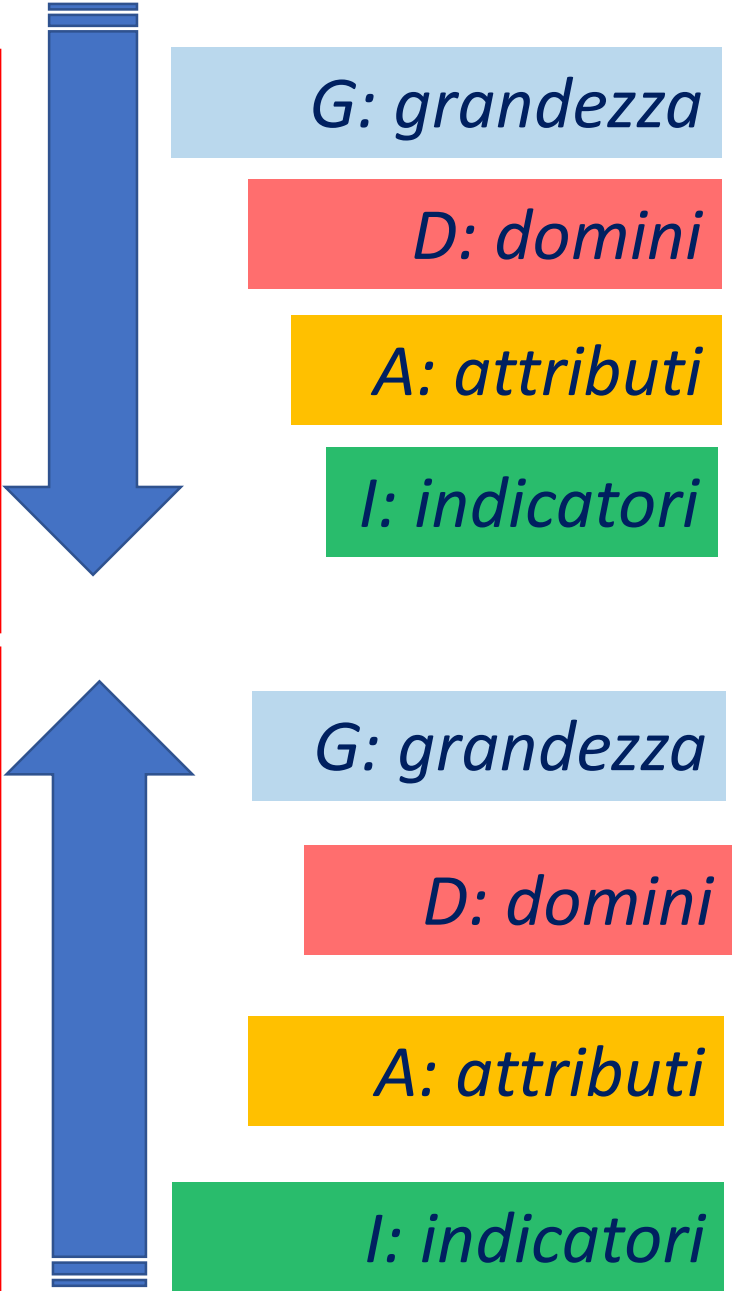 G: grandezza
D: domini
A: attributi
I: indicatori
G: grandezza
D: domini
A: attributi
I: indicatori